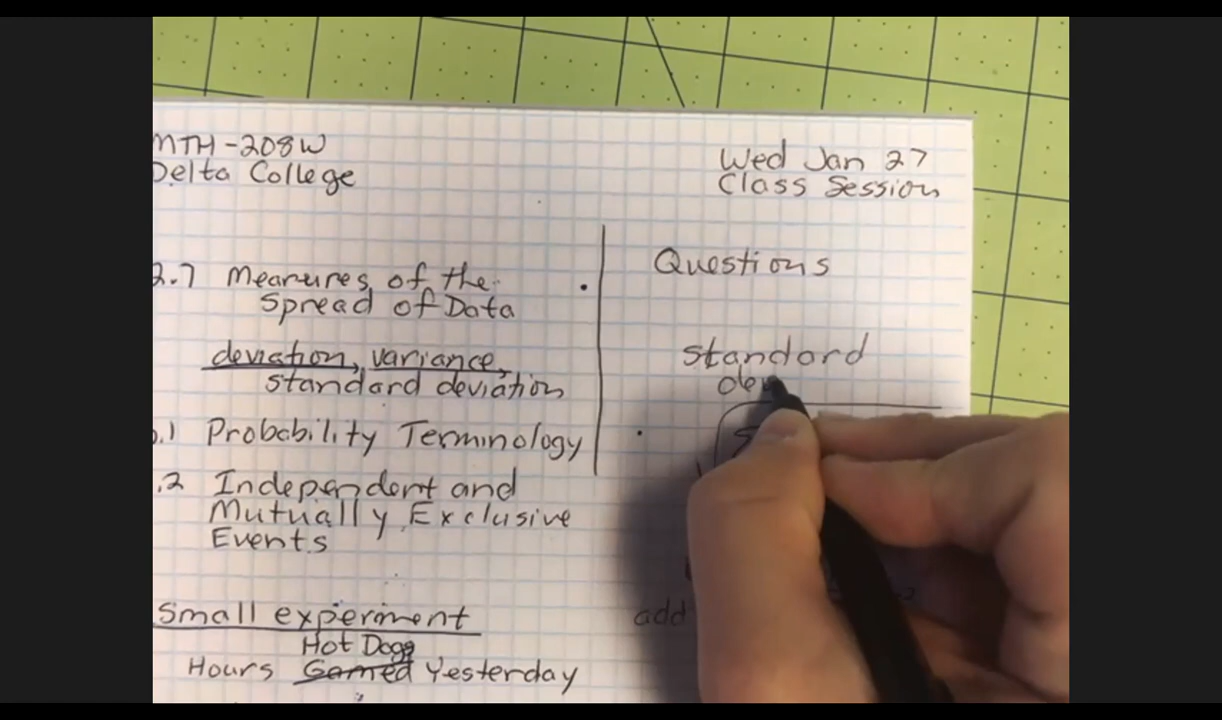 MTH-208W
Delta College
Wed Jan 27
Class Session
2.7 Measures of the
Spread of Data
deviation, variance,
standard deviation
.1 Probability Terminology
.2 Independent and
Mutually Exclusive
Events
Small experiment
Hot Dogs
Hours Gamed Yesterday
Questions
standard
dev
add